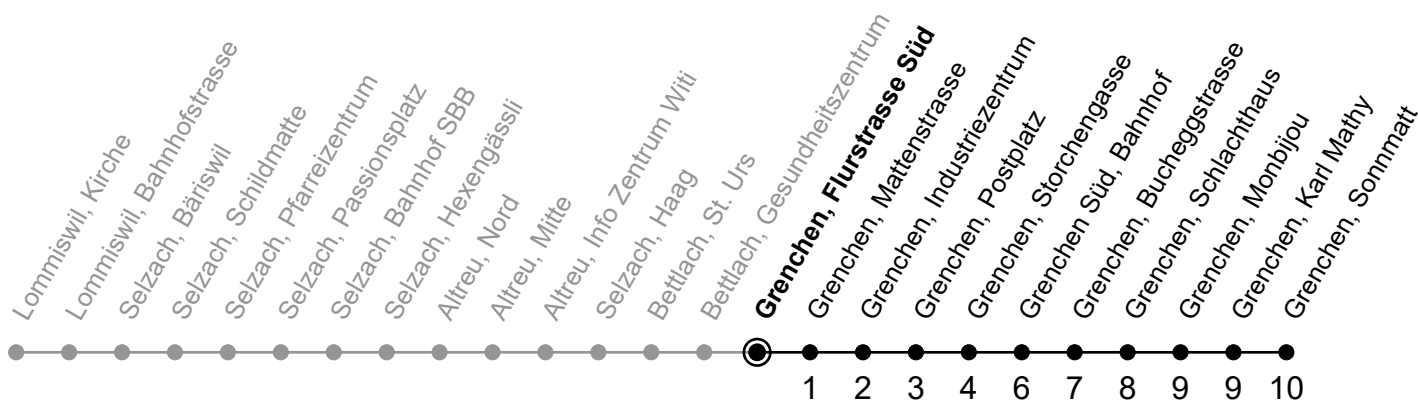 Lommiswil, Kirche
Lommiswil, Bahnhofstrasse
Selzach, Bäriswil
Selzach, Schildmatte
Selzach, Pfarreizentrum
Selzach, Passionsplatz
Selzach, Bahnhof SBB
Selzach, Hexengässli
Altreu, Nord
Altreu, Mitte
Altreu, Info Zentrum Witi
Selzach, Haag
Bettlach, St. Urs
Bettlach, Gesundheitszentrum
Grenchen, Flurstrasse Süd
Grenchen, Mattenstrasse
Grenchen, Industriezentrum
Grenchen, Postplatz
Grenchen, Storchengasse
Grenchen Süd, Bahnhof
Grenchen, Bucheggstrasse
Grenchen, Schlachthaus
Grenchen, Monbijou
Grenchen, Karl Mathy
Grenchen, Sonnmatt
1 2 3 4 6 7 8 9 9 10